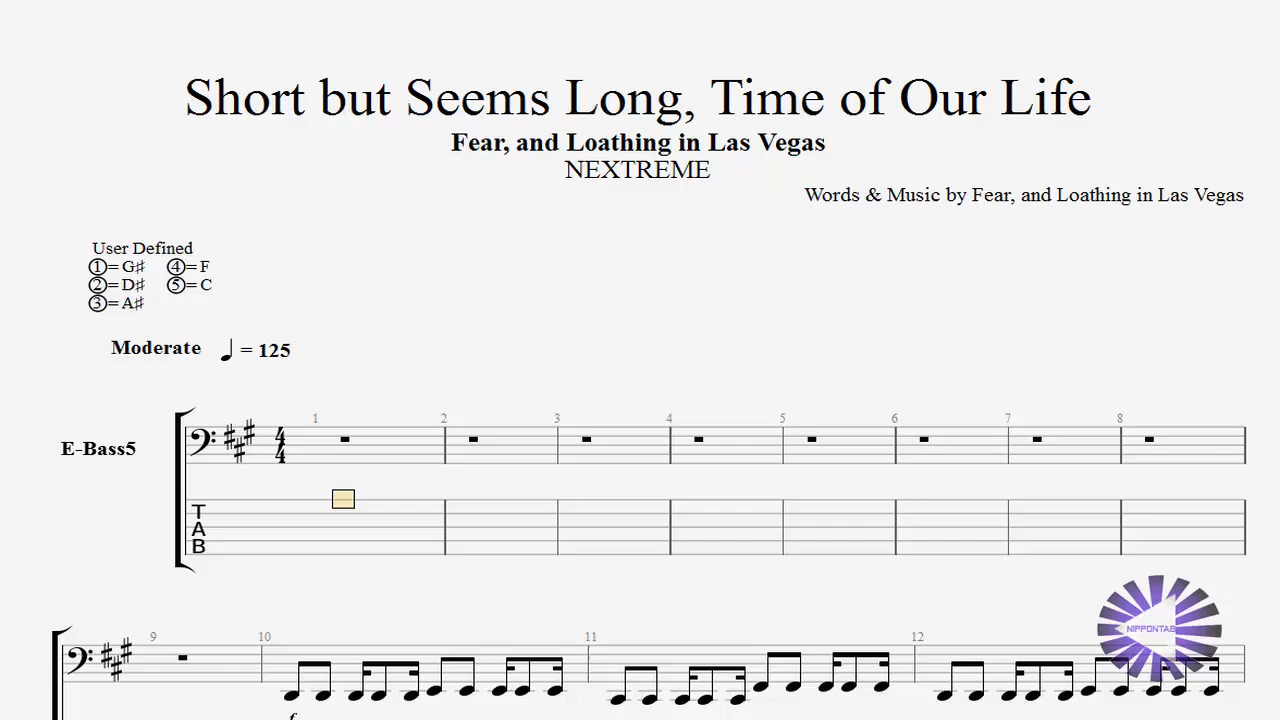 Short but Seems Long, Time of Our Life
Fear, and Loathing in Las Vegas
NEXTREME
Words & Music by Fear, and Loathing in Las Vegas
User Defined
①= G♯ ④= F
②= D♯ ⑤= C
③= A♯
Moderate ♩ = 125
1 2 3 4 5 6 7 8
E-Bass5
4
4
T
A
B
9 10 11 12
NIPPONTAB
f